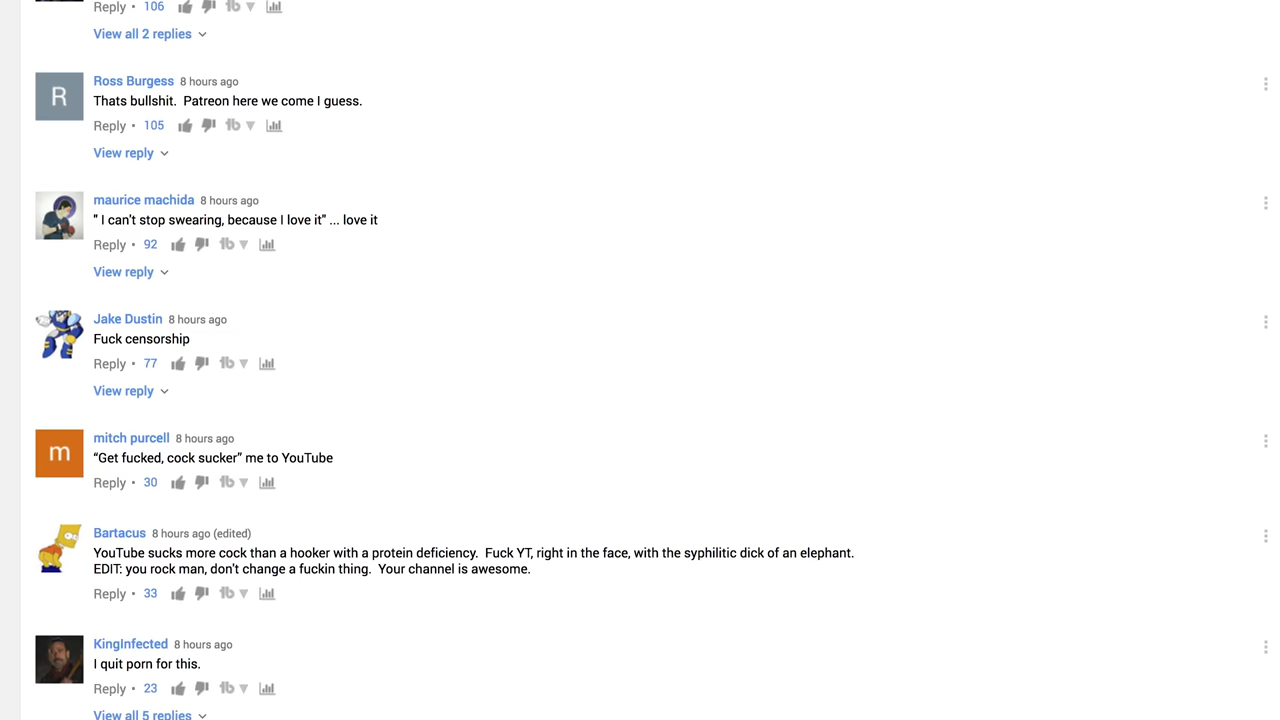 Reply • 106
View all 2 replies
R
Ross Burgess 8 hours ago
Thats bullshit. Patreon here we come I guess.
Reply • 105
View reply
maurice machida 8 hours ago
" I can't stop swearing, because I love it" ... love it
Reply • 92
View reply
Jake Dustin 8 hours ago
Fuck censorship
Reply • 77
View reply
m
mitch purcell 8 hours ago
“Get fucked, cock sucker” me to YouTube
Reply • 30
Bartacus 8 hours ago (edited)
YouTube sucks more cock than a hooker with a protein deficiency. Fuck YT, right in the face, with the syphilitic dick of an elephant.
EDIT: you rock man, don't change a fuckin thing. Your channel is awesome.
Reply • 33
KingInfected 8 hours ago
I quit porn for this.
Reply • 23
View all 5 replies